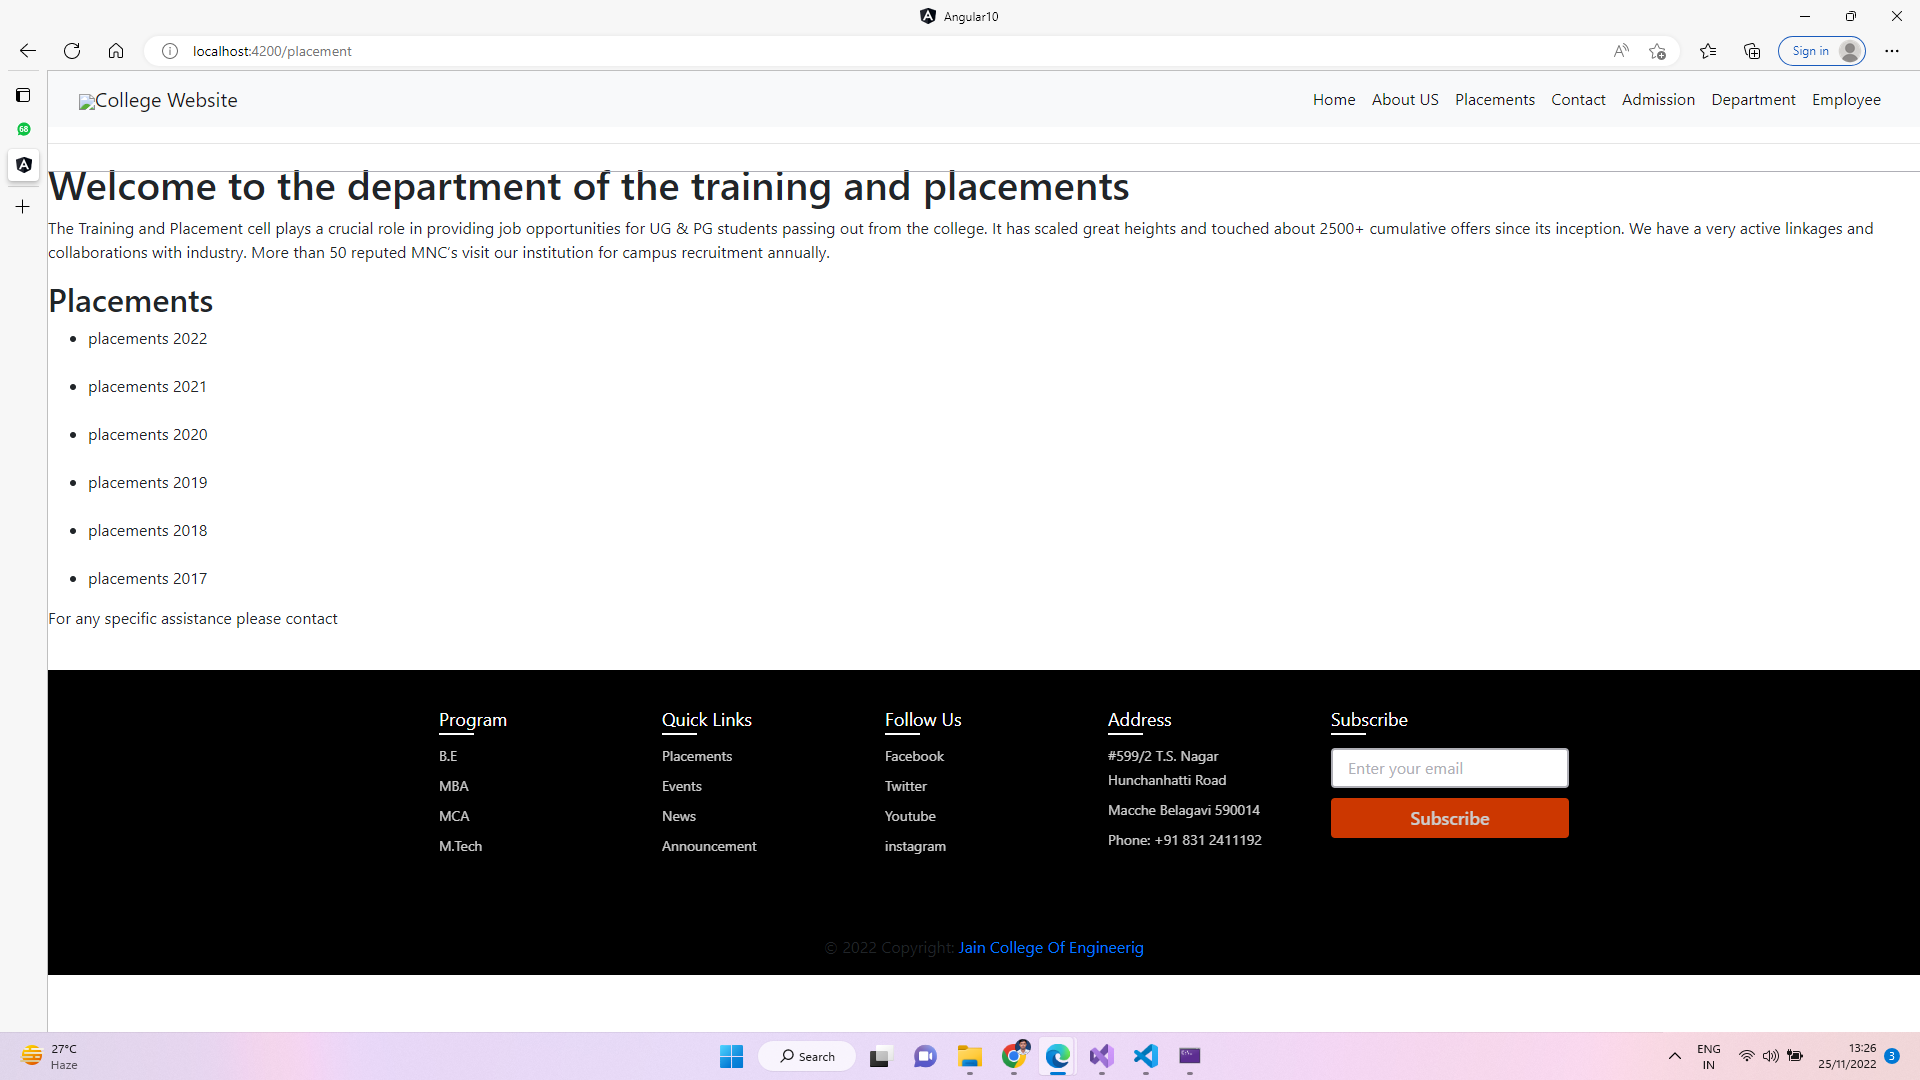 Angular10
localhost:4200/placement
Sign in
68
College Website
Home About US Placements Contact Admission Department Employee
Welcome to the department of the training and placements
The Training and Placement cell plays a crucial role in providing job opportunities for UG & PG students passing out from the college. It has scaled great heights and touched about 2500+ cumulative offers since its inception. We have a very active linkages and
collaborations with industry. More than 50 reputed MNC's visit our institution for campus recruitment annually.
Placements
• placements 2022
• placements 2021
• placements 2020
• placements 2019
• placements 2018
• placements 2017
For any specific assistance please contact
Program
B.E
MBA
MCA
M.Tech
Quick Links
Placements
Events
News
Announcement
Follow Us
Facebook
Twitter
Youtube
instagram
Address
#599/2 T.S. Nagar
Hunchanhatti Road
Macche Belagavi 590014
Phone: +91 831 2411192
Subscribe
Enter your email
Subscribe
© 2022 Copyright: Jain College Of Engineerig
27°C
Haze
Search
ENG
IN
13:26
25/11/2022
3